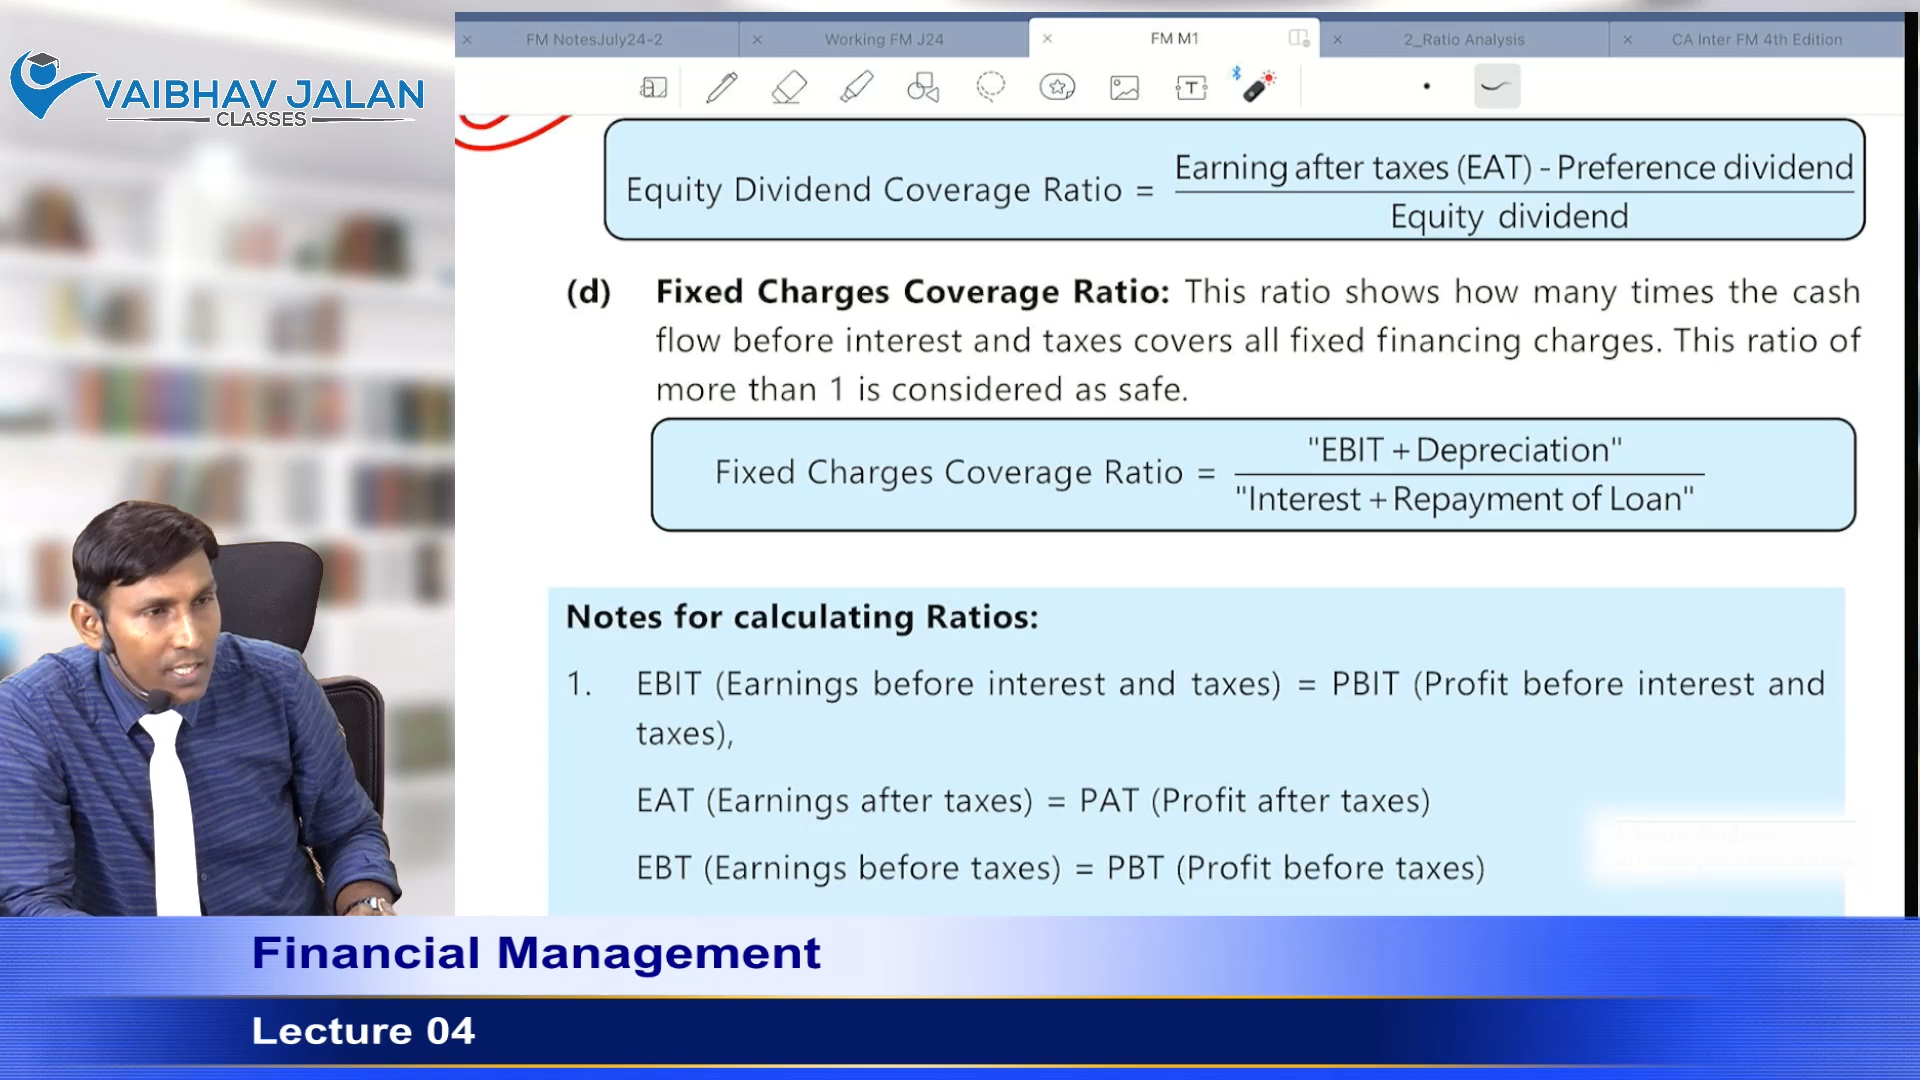 VAIBHAV JALAN
CLASSES
FM NotesJuly24-2
Working FM J24
FM M1
2_Ratio Analysis
CA Inter FM 4th Edition
Equity Dividend Coverage Ratio = Earning after taxes (EAT) - Preference dividend
Equity dividend
(d) Fixed Charges Coverage Ratio: This ratio shows how many times the cash
flow before interest and taxes covers all fixed financing charges. This ratio of
more than 1 is considered as safe.
Fixed Charges Coverage Ratio = "EBIT + Depreciation"
"Interest + Repayment of Loan"
Notes for calculating Ratios:
1. EBIT (Earnings before interest and taxes) = PBIT (Profit before interest and
taxes),
EAT (Earnings after taxes) = PAT (Profit after taxes)
EBT (Earnings before taxes) = PBT (Profit before taxes)
Financial Management
Lecture 04